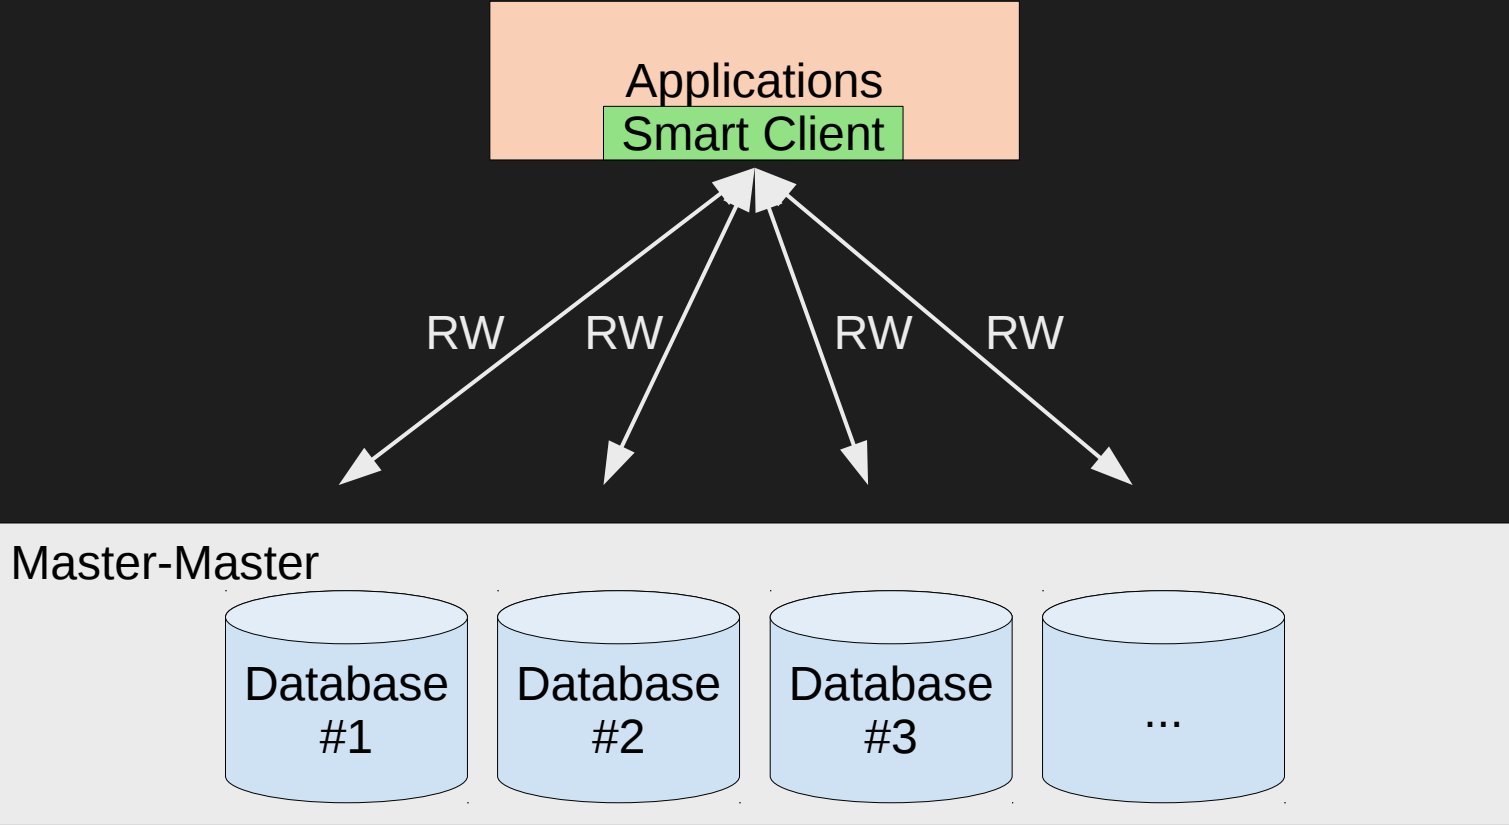 Applications
Smart Client
RW RW RW RW
Master-Master
Database Database Database
#1 #2 #3 ...